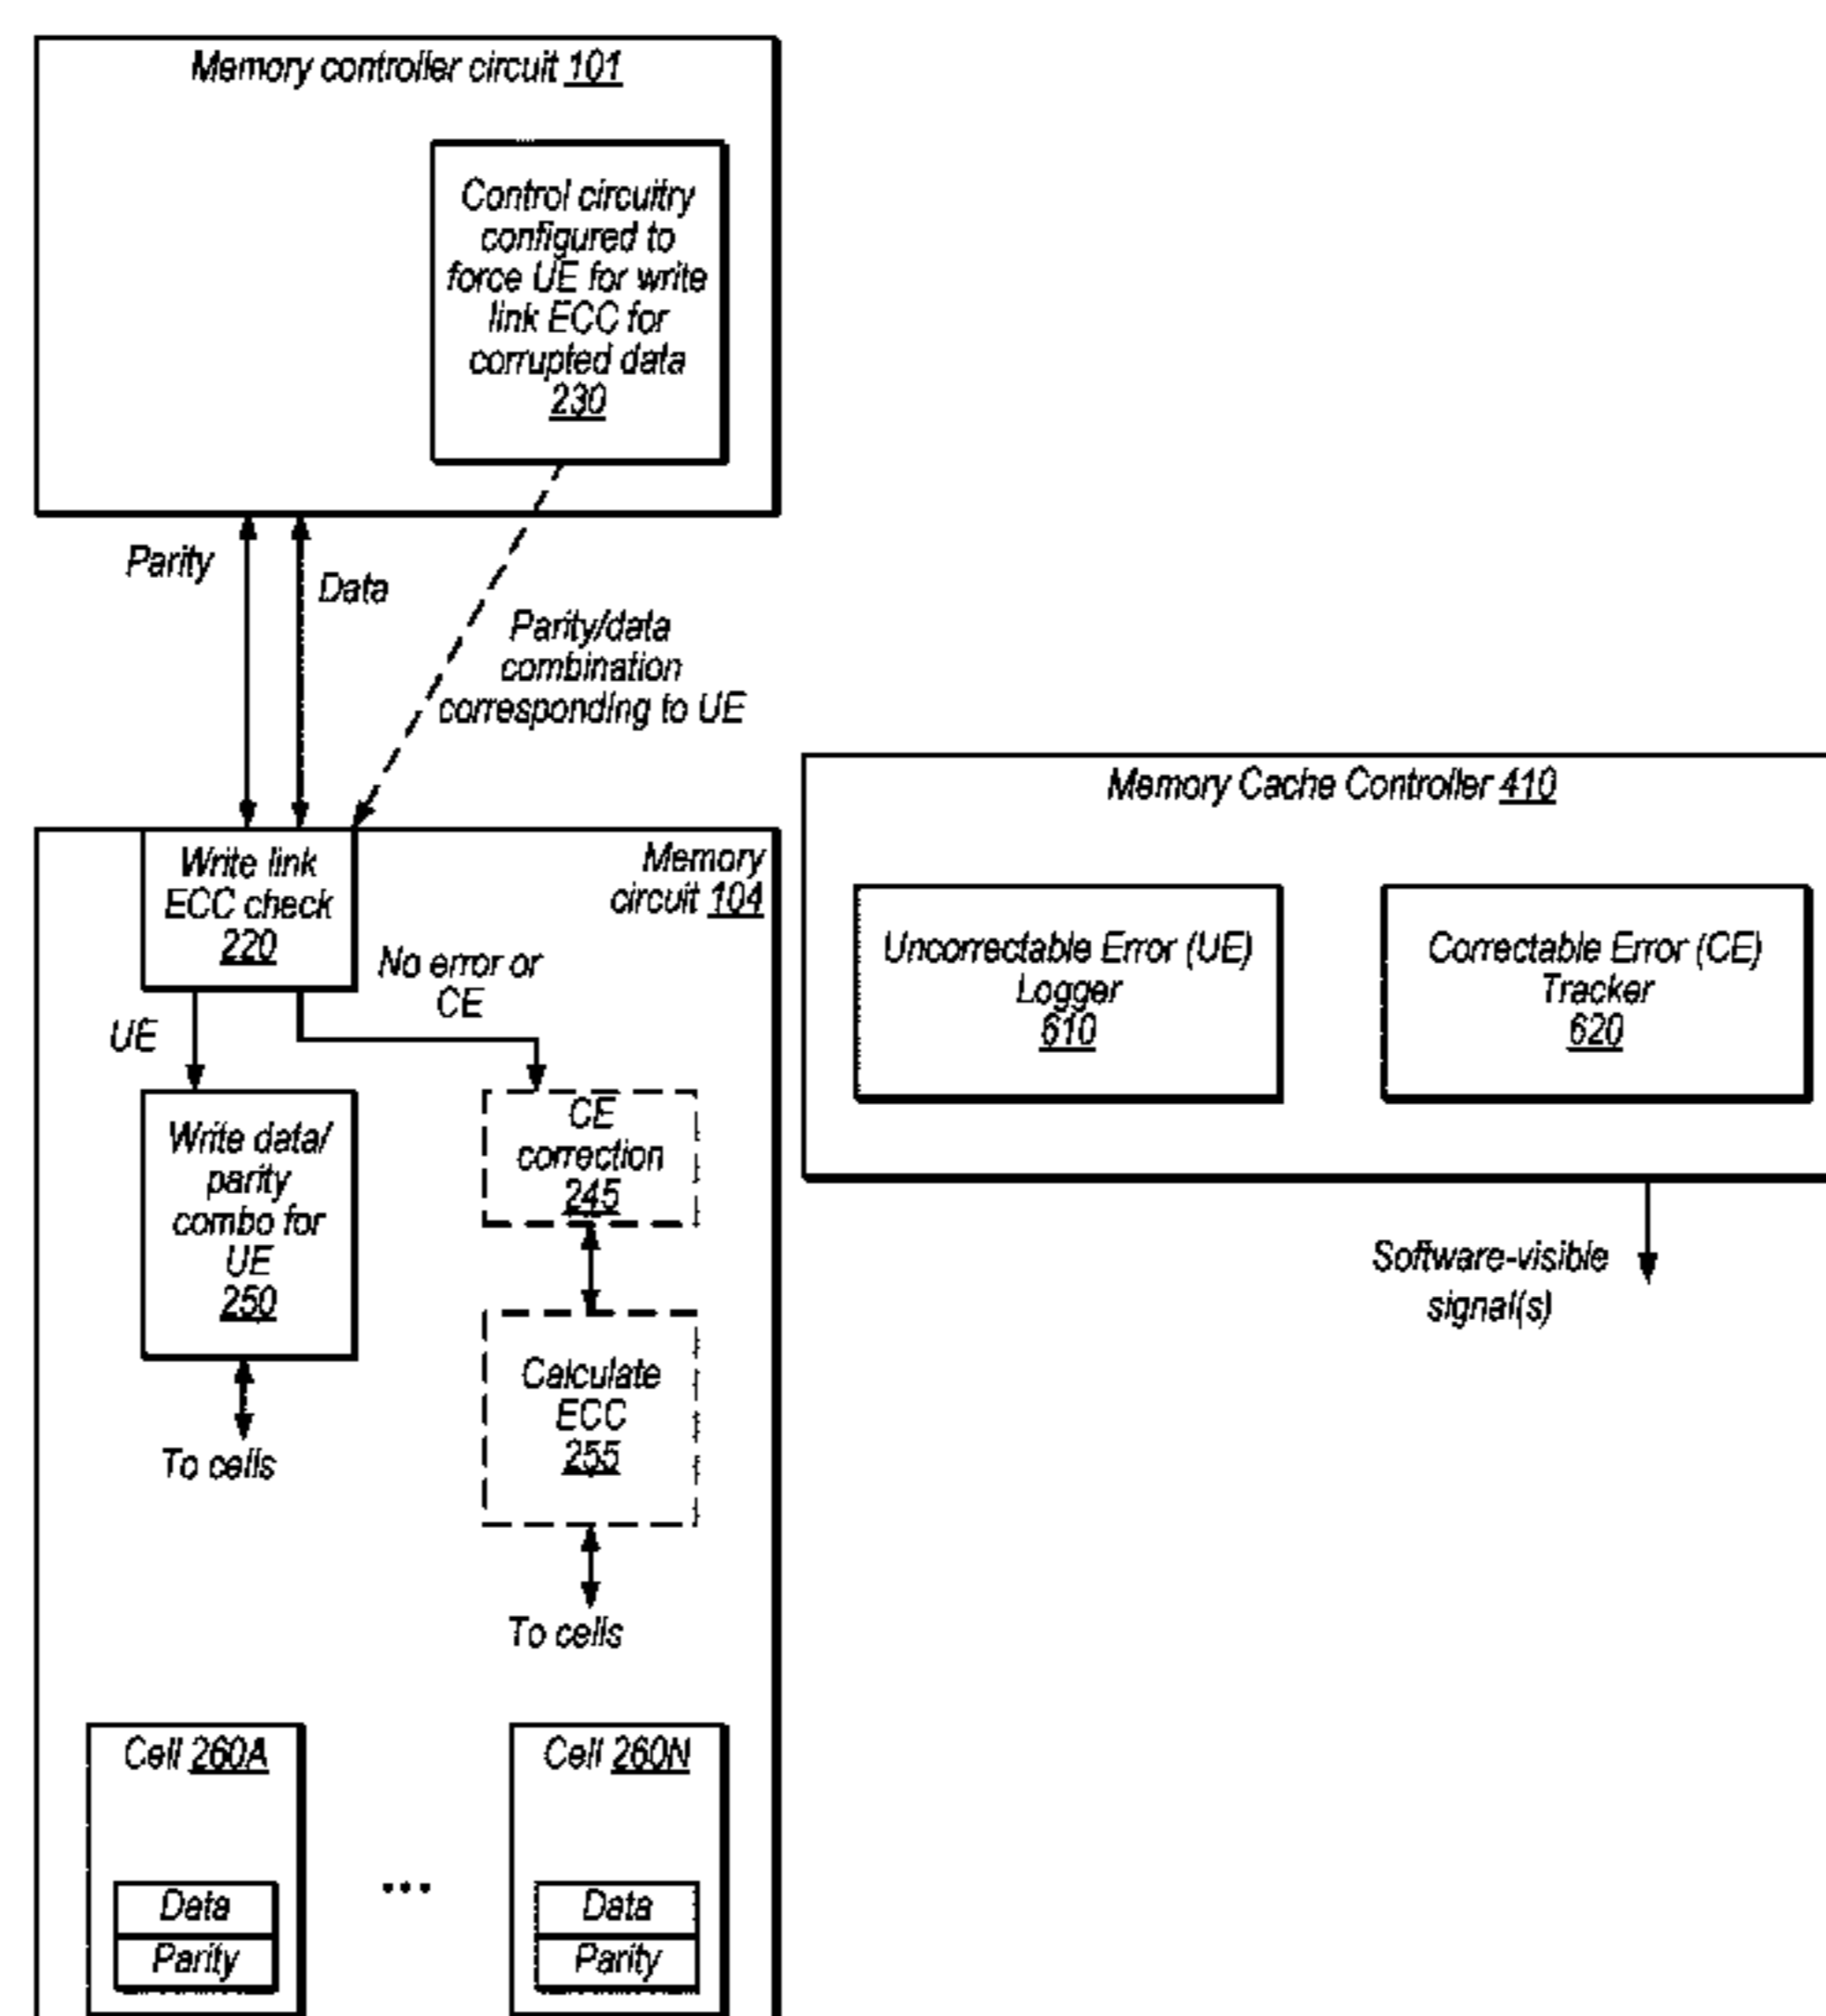 Memory controller circuit 101
Control circuitry
configured to
force UE for write
link ECC for
corrupted data
230
Parity
Data
Parity/data
combination
corresponding to UE
Write link
ECC check
220
Memory
circuit 104
No error or
CE
UE
Write data/
parity
combo for
UE
250
To cells
CE
correction
245
Calculate
ECC
255
To cells
Cell 260A
Data
Parity
...
Cell 260N
Data
Parity
Memory Cache Controller 410
Uncorrectable Error (UE)
Logger
610
Correctable Error (CE)
Tracker
620
Software-visible
signal(s)